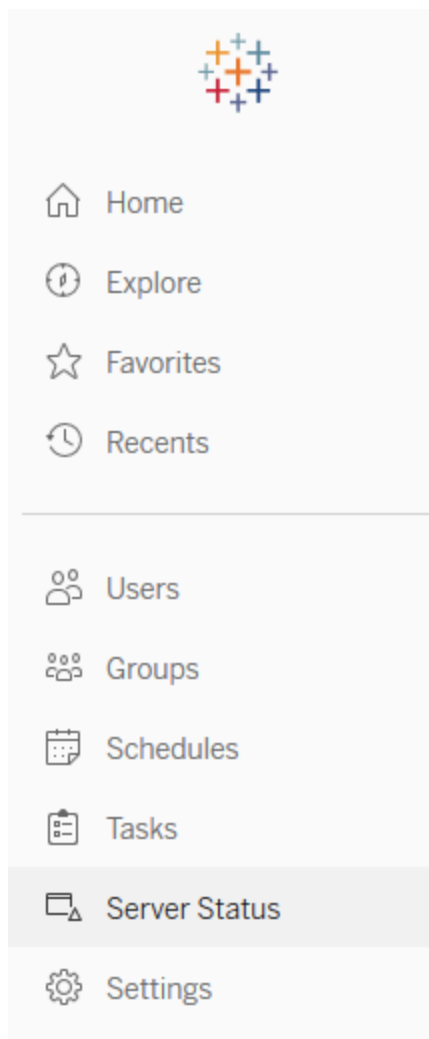 Home
Explore
Favorites
Recents
Users
Groups
Schedules
Tasks
Server Status
Settings